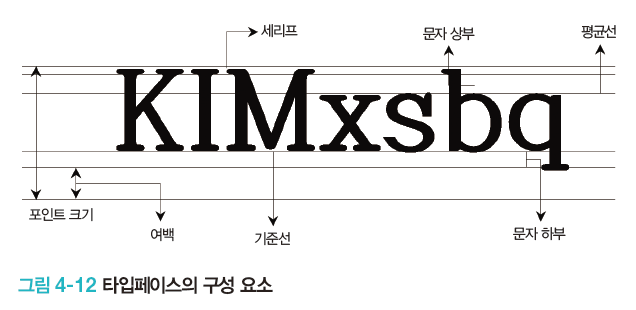 세리프
문자 상부
평균선
KIMxsbq
포인트 크기
여백
기준선
문자 하부
그림 4-12 타입페이스의 구성 요소